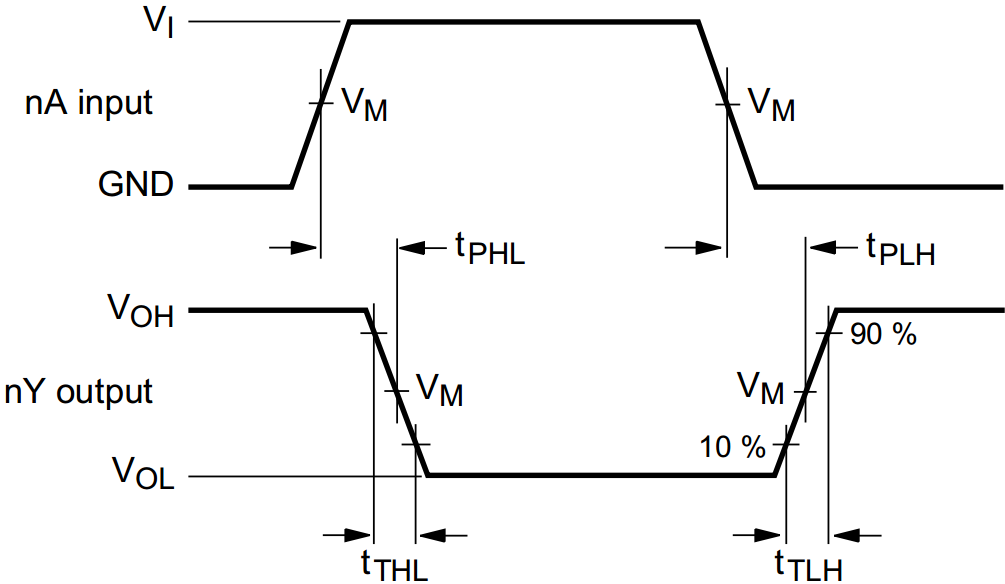 VI
nA input VM VM
GND
tPHL tPLH
VOH
90 %
nY output VM VM
10 %
VOL
tTHL tTLH